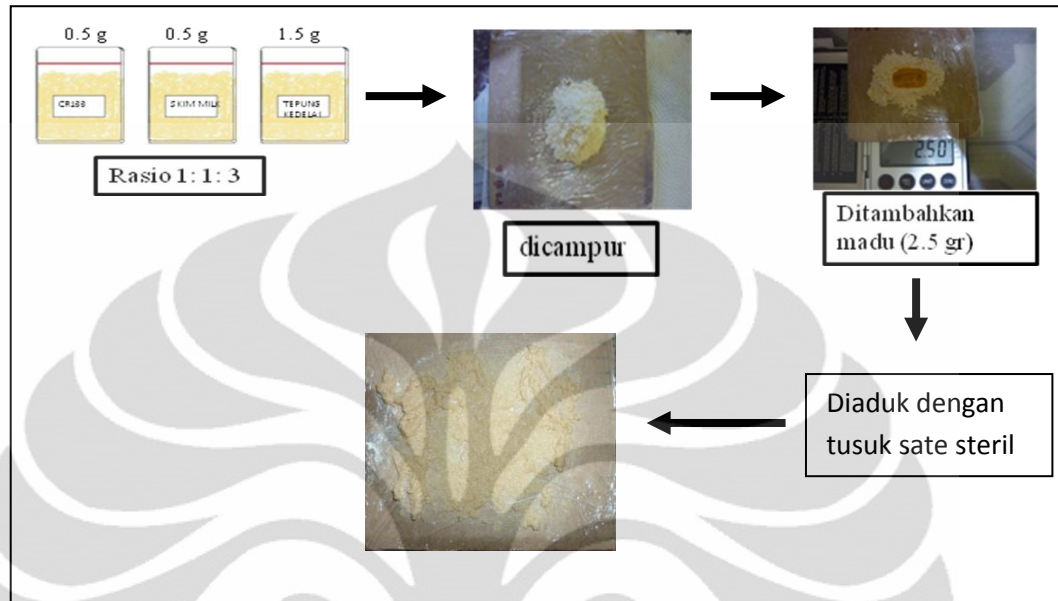 0.5 g
0.5 g
1.5 g
SKIM MILK
TEPUNG
KEDELAI
Rasio 1: 1: 3
dicampur
2.50
Ditambahkan
madu (2.5 gr)
Diaduk dengan
tusuk sate steril